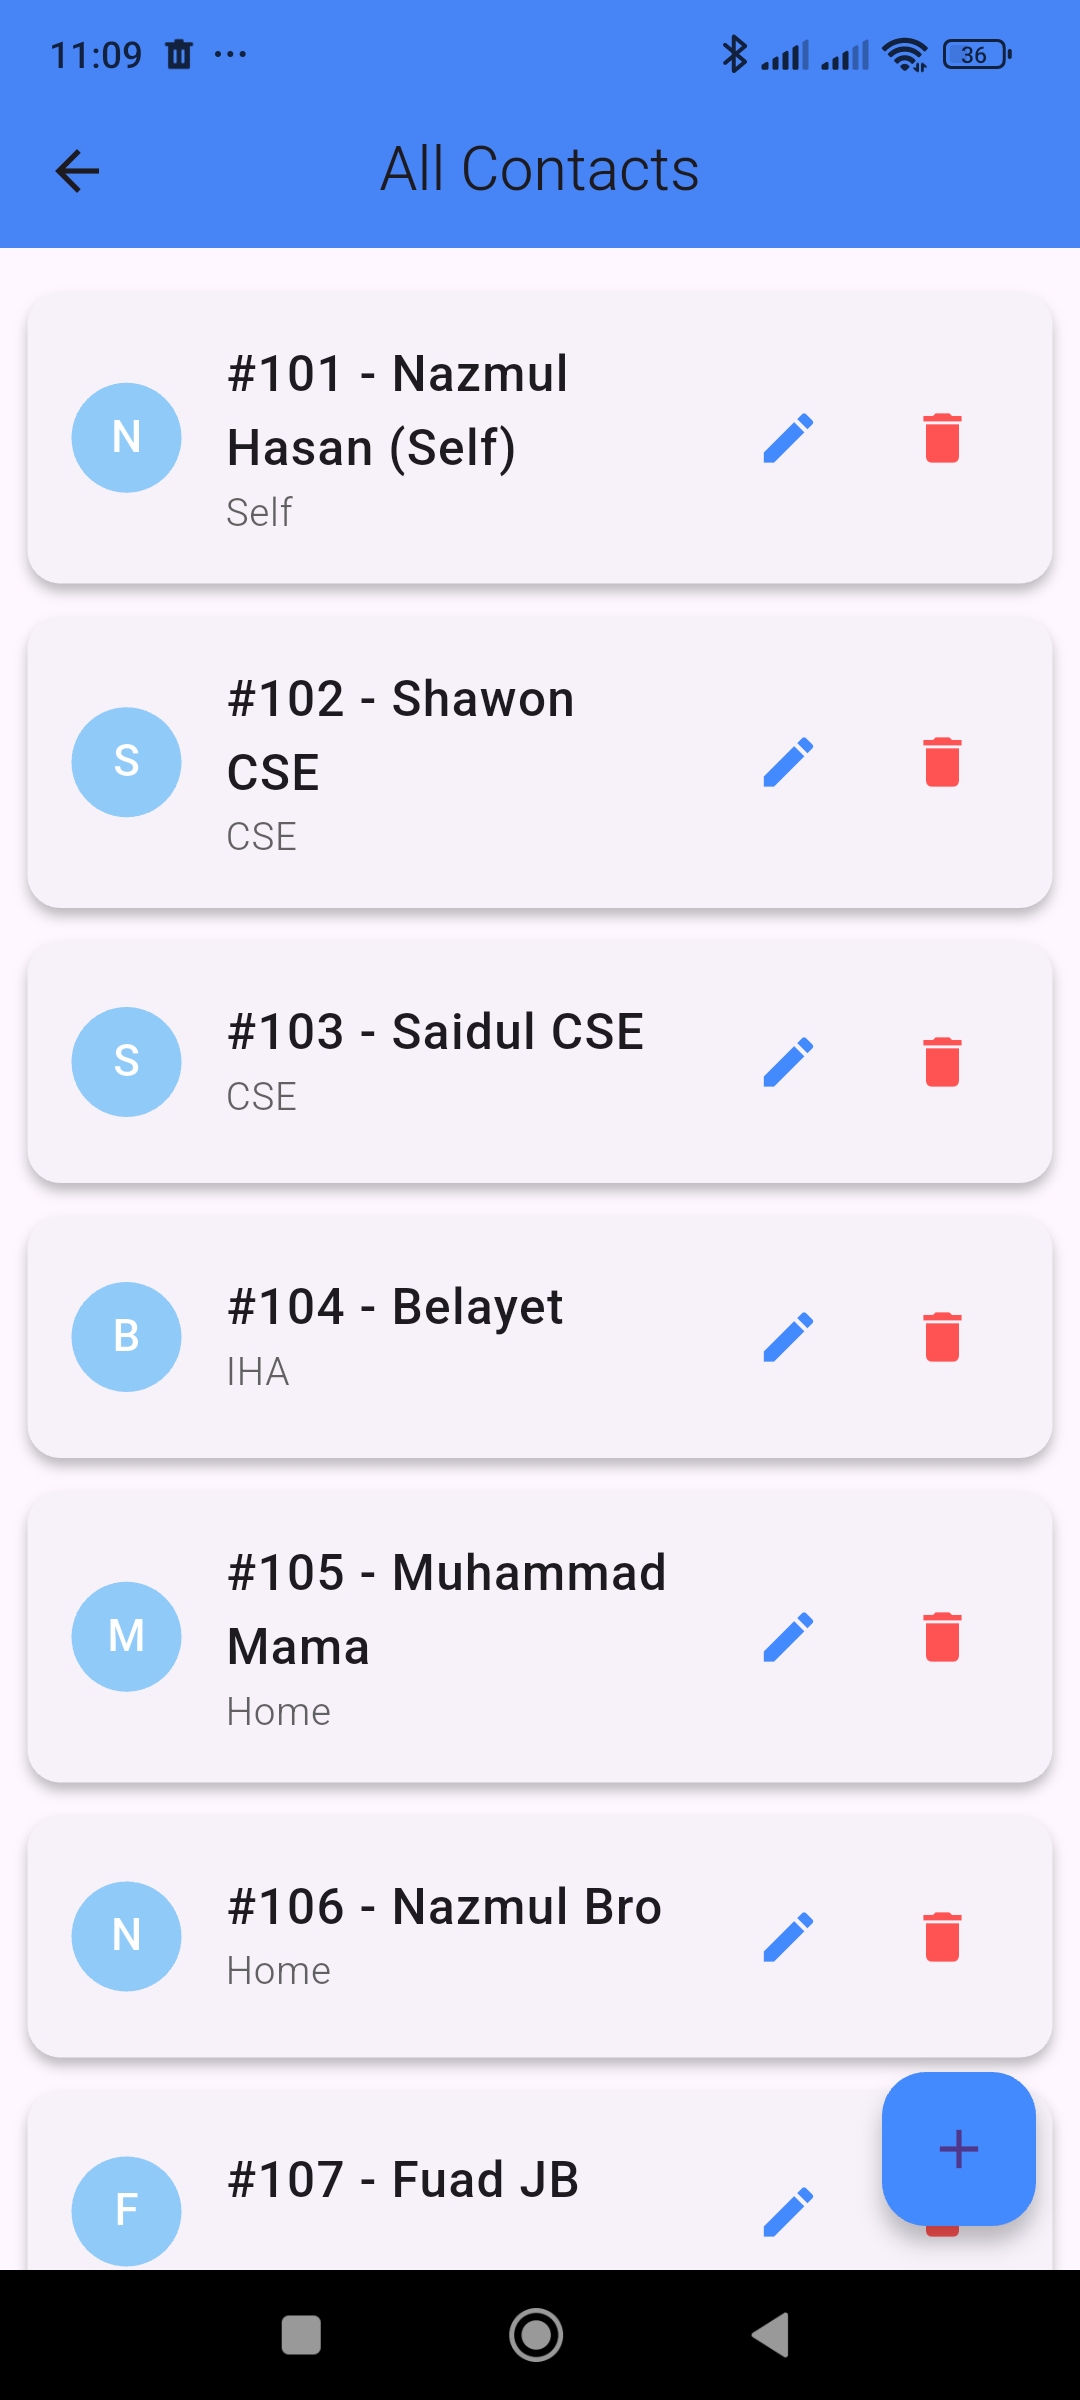 11:09
36
All Contacts
N
#101 - Nazmul
Hasan (Self)
Self
S
#102 - Shawon
CSE
CSE
S
#103 - Saidul CSE
CSE
B
#104 - Belayet
IHA
M
#105 - Muhammad
Mama
Home
N
#106 - Nazmul Bro
Home
F
#107 - Fuad JB